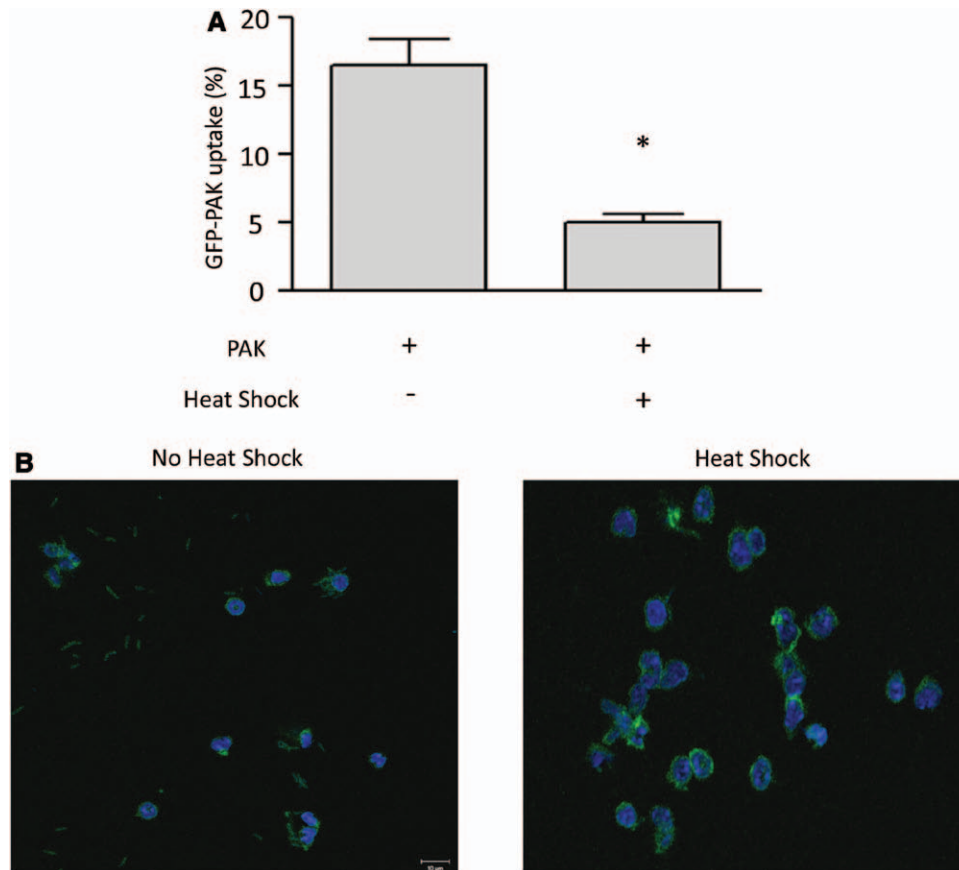 A
20
15
10
5
0
GFP-PAK uptake (%)
*
PAK + +
Heat Shock - +
B
No Heat Shock Heat Shock